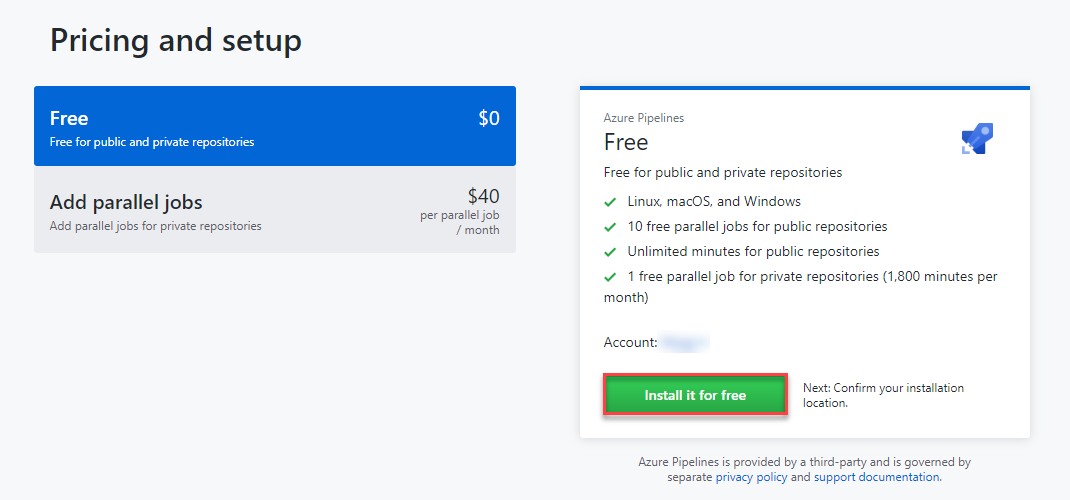 Pricing and setup
Free
$0
Free for public and private repositories
Add parallel jobs
$40
Add parallel jobs for private repositories
per parallel job
/ month
Azure Pipelines
Free
Free for public and private repositories
Linux, macOS, and Windows
10 free parallel jobs for public repositories
Unlimited minutes for public repositories
1 free parallel job for private repositories (1,800 minutes per
month)
Account:
Install it for free
Next: Confirm your installation
location.
Azure Pipelines is provided by a third-party and is governed by
separate privacy policy and support documentation.